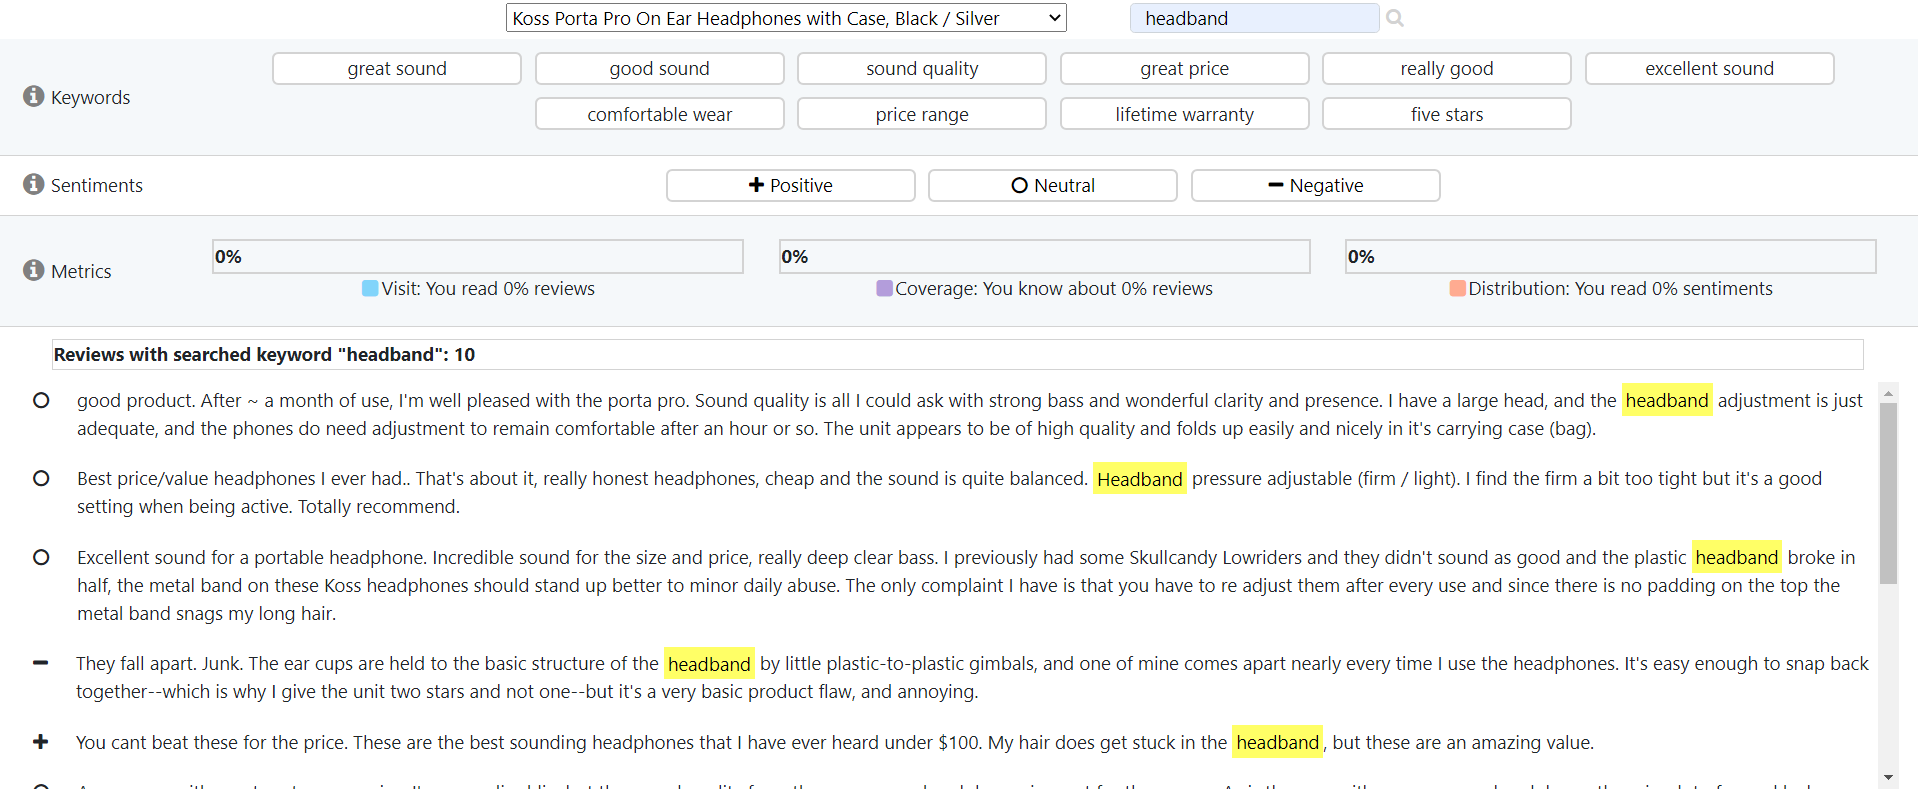 Koss Porta Pro On Ear Headphones with Case, Black / Silver
headband
great sound
good sound
sound quality
great price
really good
excellent sound
Keywords
comfortable wear
price range
lifetime warranty
five stars
Sentiments
Positive
Neutral
Negative
Metrics
0%
0%
0%
Visit: You read 0% reviews
Coverage: You know about 0% reviews
Distribution: You read 0% sentiments
Reviews with searched keyword "headband": 10
good product. After ~ a month of use, I'm well pleased with the porta pro. Sound quality is all I could ask with strong bass and wonderful clarity and presence. I have a large head, and the headband adjustment is just
adequate, and the phones do need adjustment to remain comfortable after an hour or so. The unit appears to be of high quality and folds up easily and nicely in it's carrying case (bag).
Best price/value headphones I ever had.. That's about it, really honest headphones, cheap and the sound is quite balanced. Headband pressure adjustable (firm / light). I find the firm a bit too tight but it's a good
setting when being active. Totally recommend.
Excellent sound for a portable headphone. Incredible sound for the size and price, really deep clear bass. I previously had some Skullcandy Lowriders and they didn't sound as good and the plastic headband broke in
half, the metal band on these Koss headphones should stand up better to minor daily abuse. The only complaint I have is that you have to re adjust them after every use and since there is no padding on the top the
metal band snags my long hair.
They fall apart. Junk. The ear cups are held to the basic structure of the headband by little plastic-to-plastic gimbals, and one of mine comes apart nearly every time I use the headphones. It's easy enough to snap back
together--which is why I give the unit two stars and not one--but it's a very basic product flaw, and annoying.
You cant beat these for the price. These are the best sounding headphones that I have ever heard under $100. My hair does get stuck in the headband, but these are an amazing value.